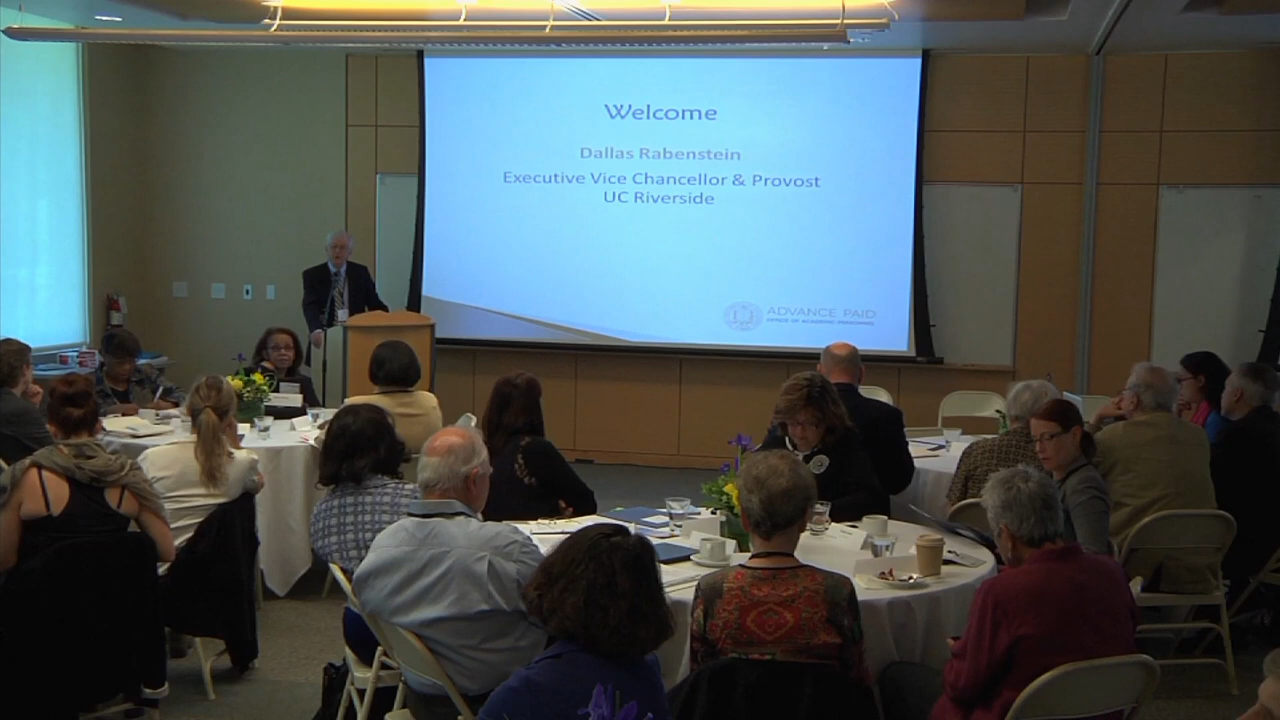 Welcome
Dallas Rabenstein
Executive Vice Chancellor & Provost
UC Riverside
ADVANCE PAID
OFFICE OF ACADEMIC PERSONNEL